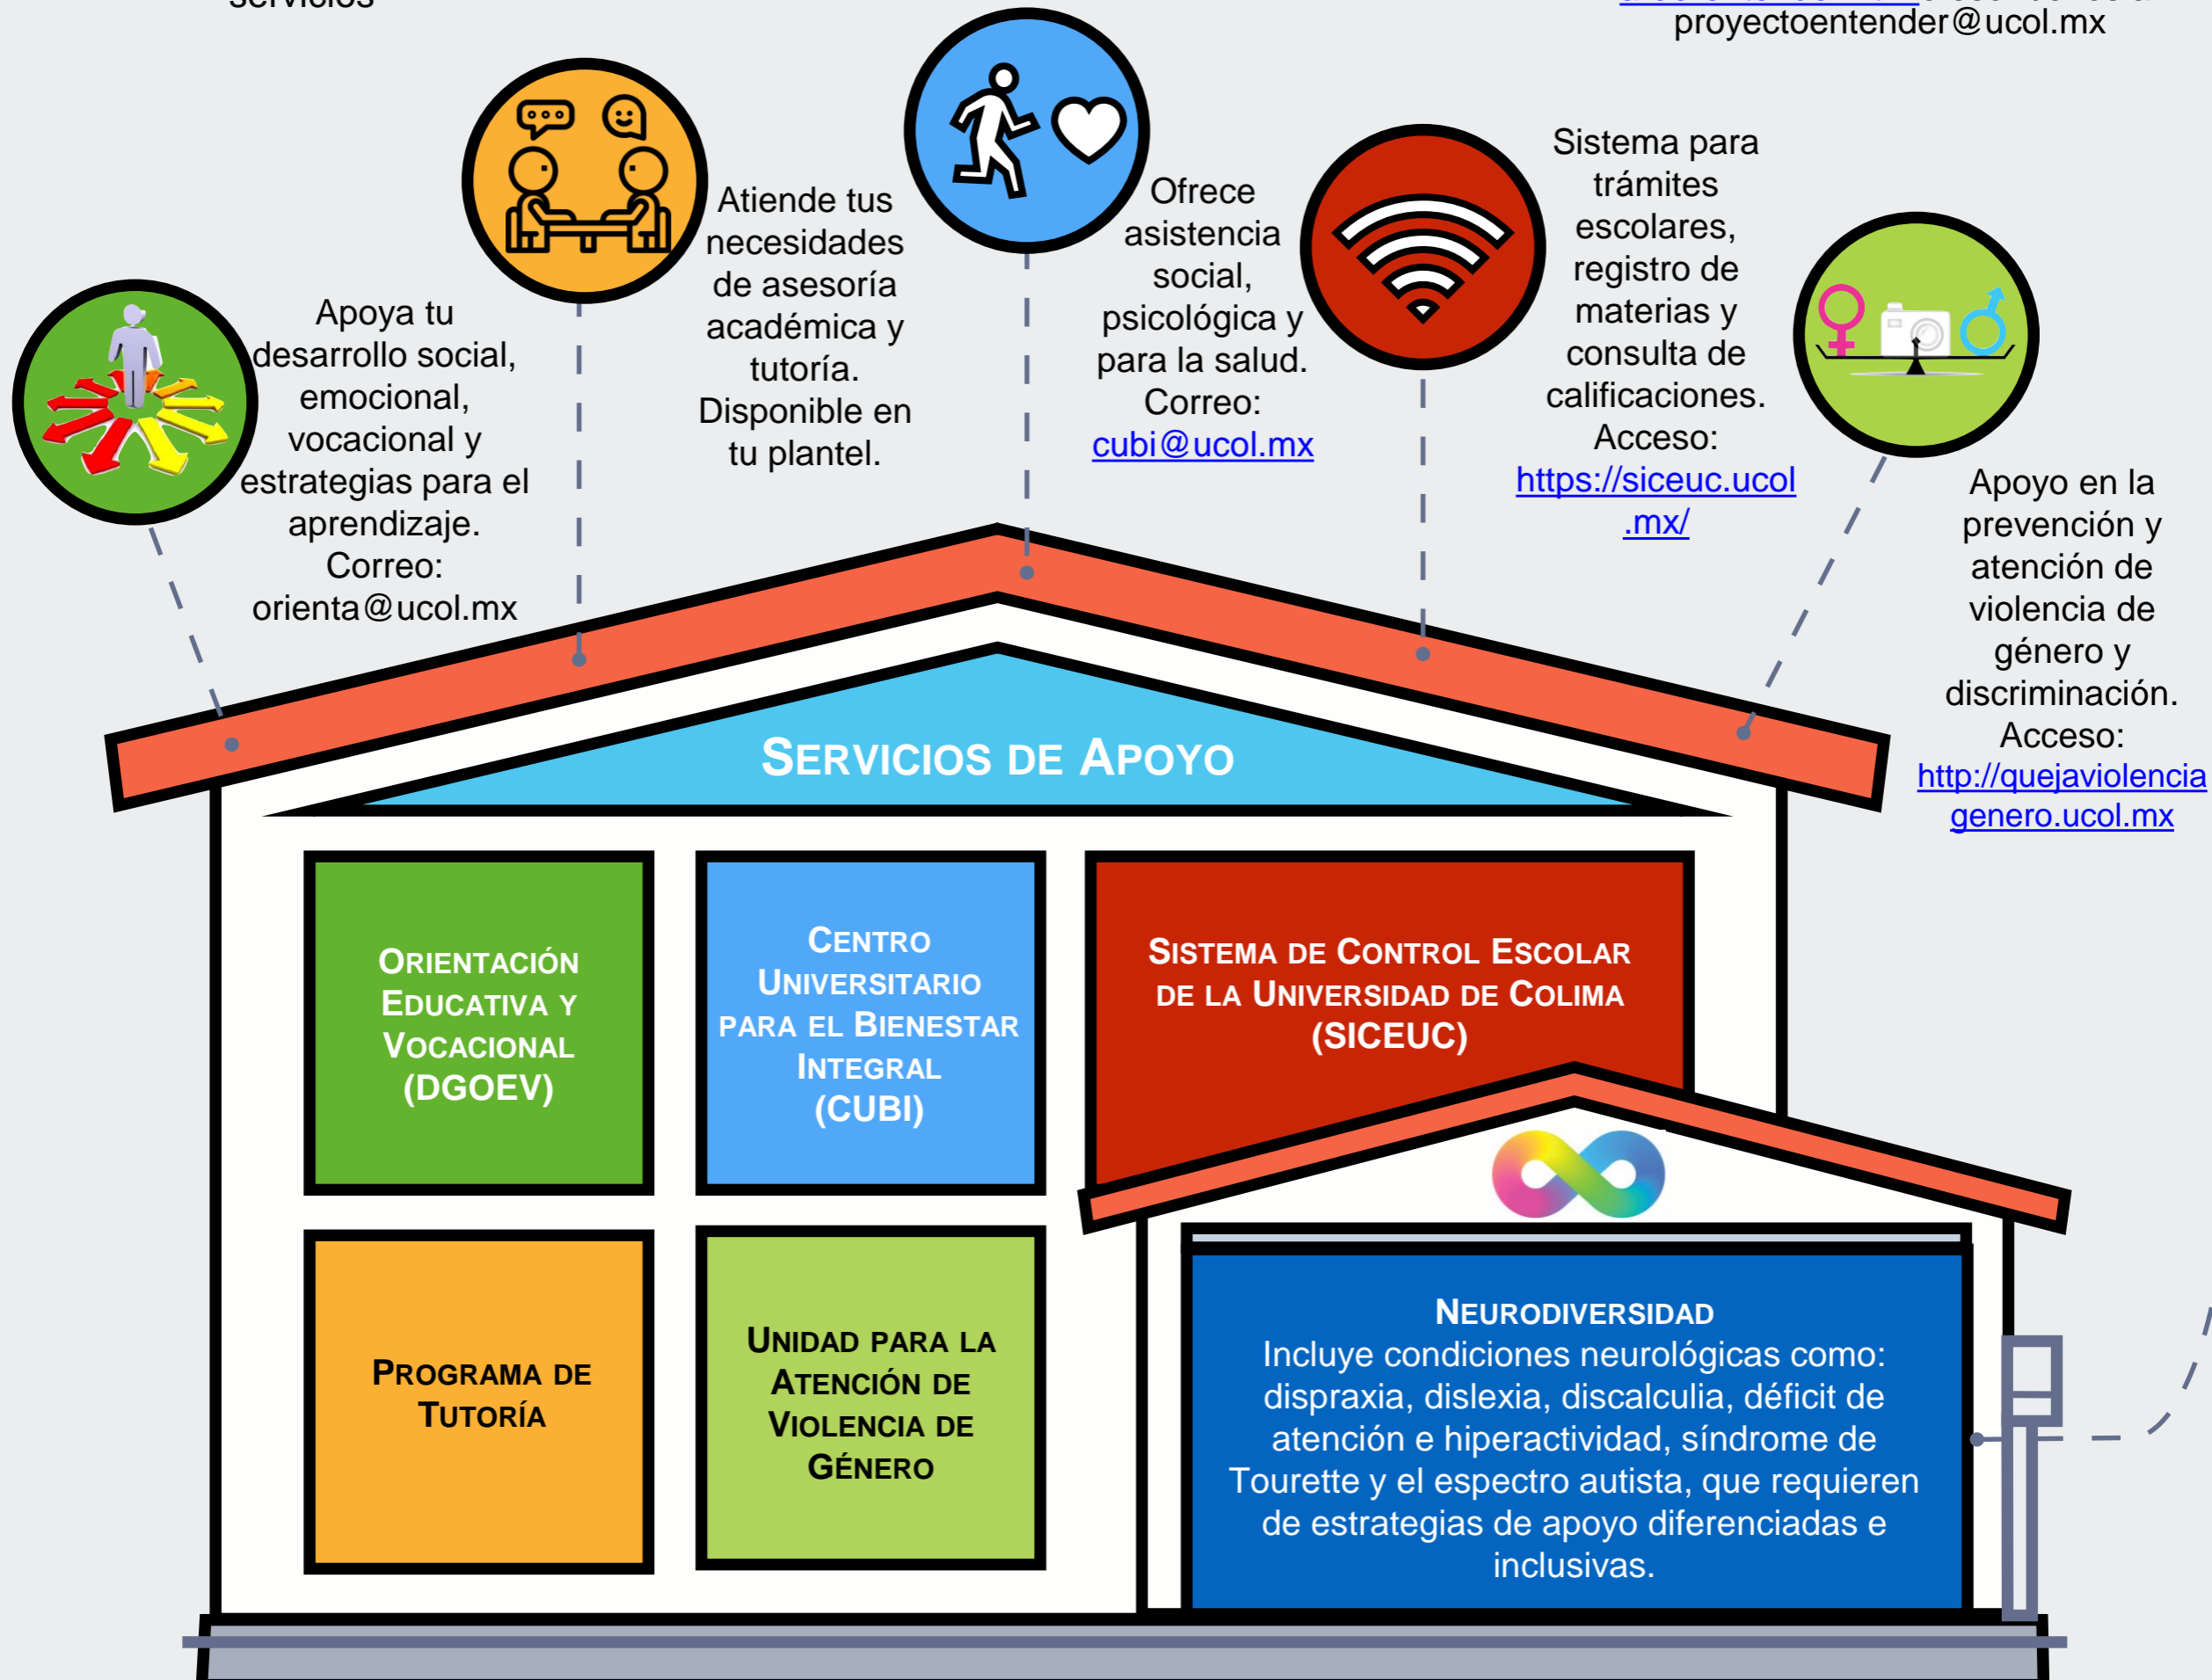 servicios
proyectoentender@ucol.mx
Apoya tu
desarrollo social,
emocional,
vocacional y
estrategias para el
aprendizaje.
Correo:
orienta@ucol.mx
Atiende tus
necesidades
de asesoría
académica y
tutoría.
Disponible en
tu plantel.
Ofrece
asistencia
social,
psicológica y
para la salud.
Correo:
cubi@ucol.mx
Sistema para
trámites
escolares,
registro de
materias y
consulta de
calificaciones.
Acceso:
https://siceuc.ucol
.mx/
Apoyo en la
prevención y
atención de
violencia de
género y
discriminación.
Acceso:
http://quejaviolencia
genero.ucol.mx
SERVICIOS DE APOYO
ORIENTACIÓN
EDUCATIVA Y
VOCACIONAL
(DGOEV)
CENTRO
UNIVERSITARIO
PARA EL BIENESTAR
INTEGRAL
(CUBI)
SISTEMA DE CONTROL ESCOLAR
DE LA UNIVERSIDAD DE COLIMA
(SICEUC)
PROGRAMA DE
TUTORÍA
UNIDAD PARA LA
ATENCIÓN DE
VIOLENCIA DE
GÉNERO
NEURODIVERSIDAD
Incluye condiciones neurológicas como:
dispraxia, dislexia, discalculia, déficit de
atención e hiperactividad, síndrome de
Tourette y el espectro autista, que requieren
de estrategias de apoyo diferenciadas e
inclusivas.